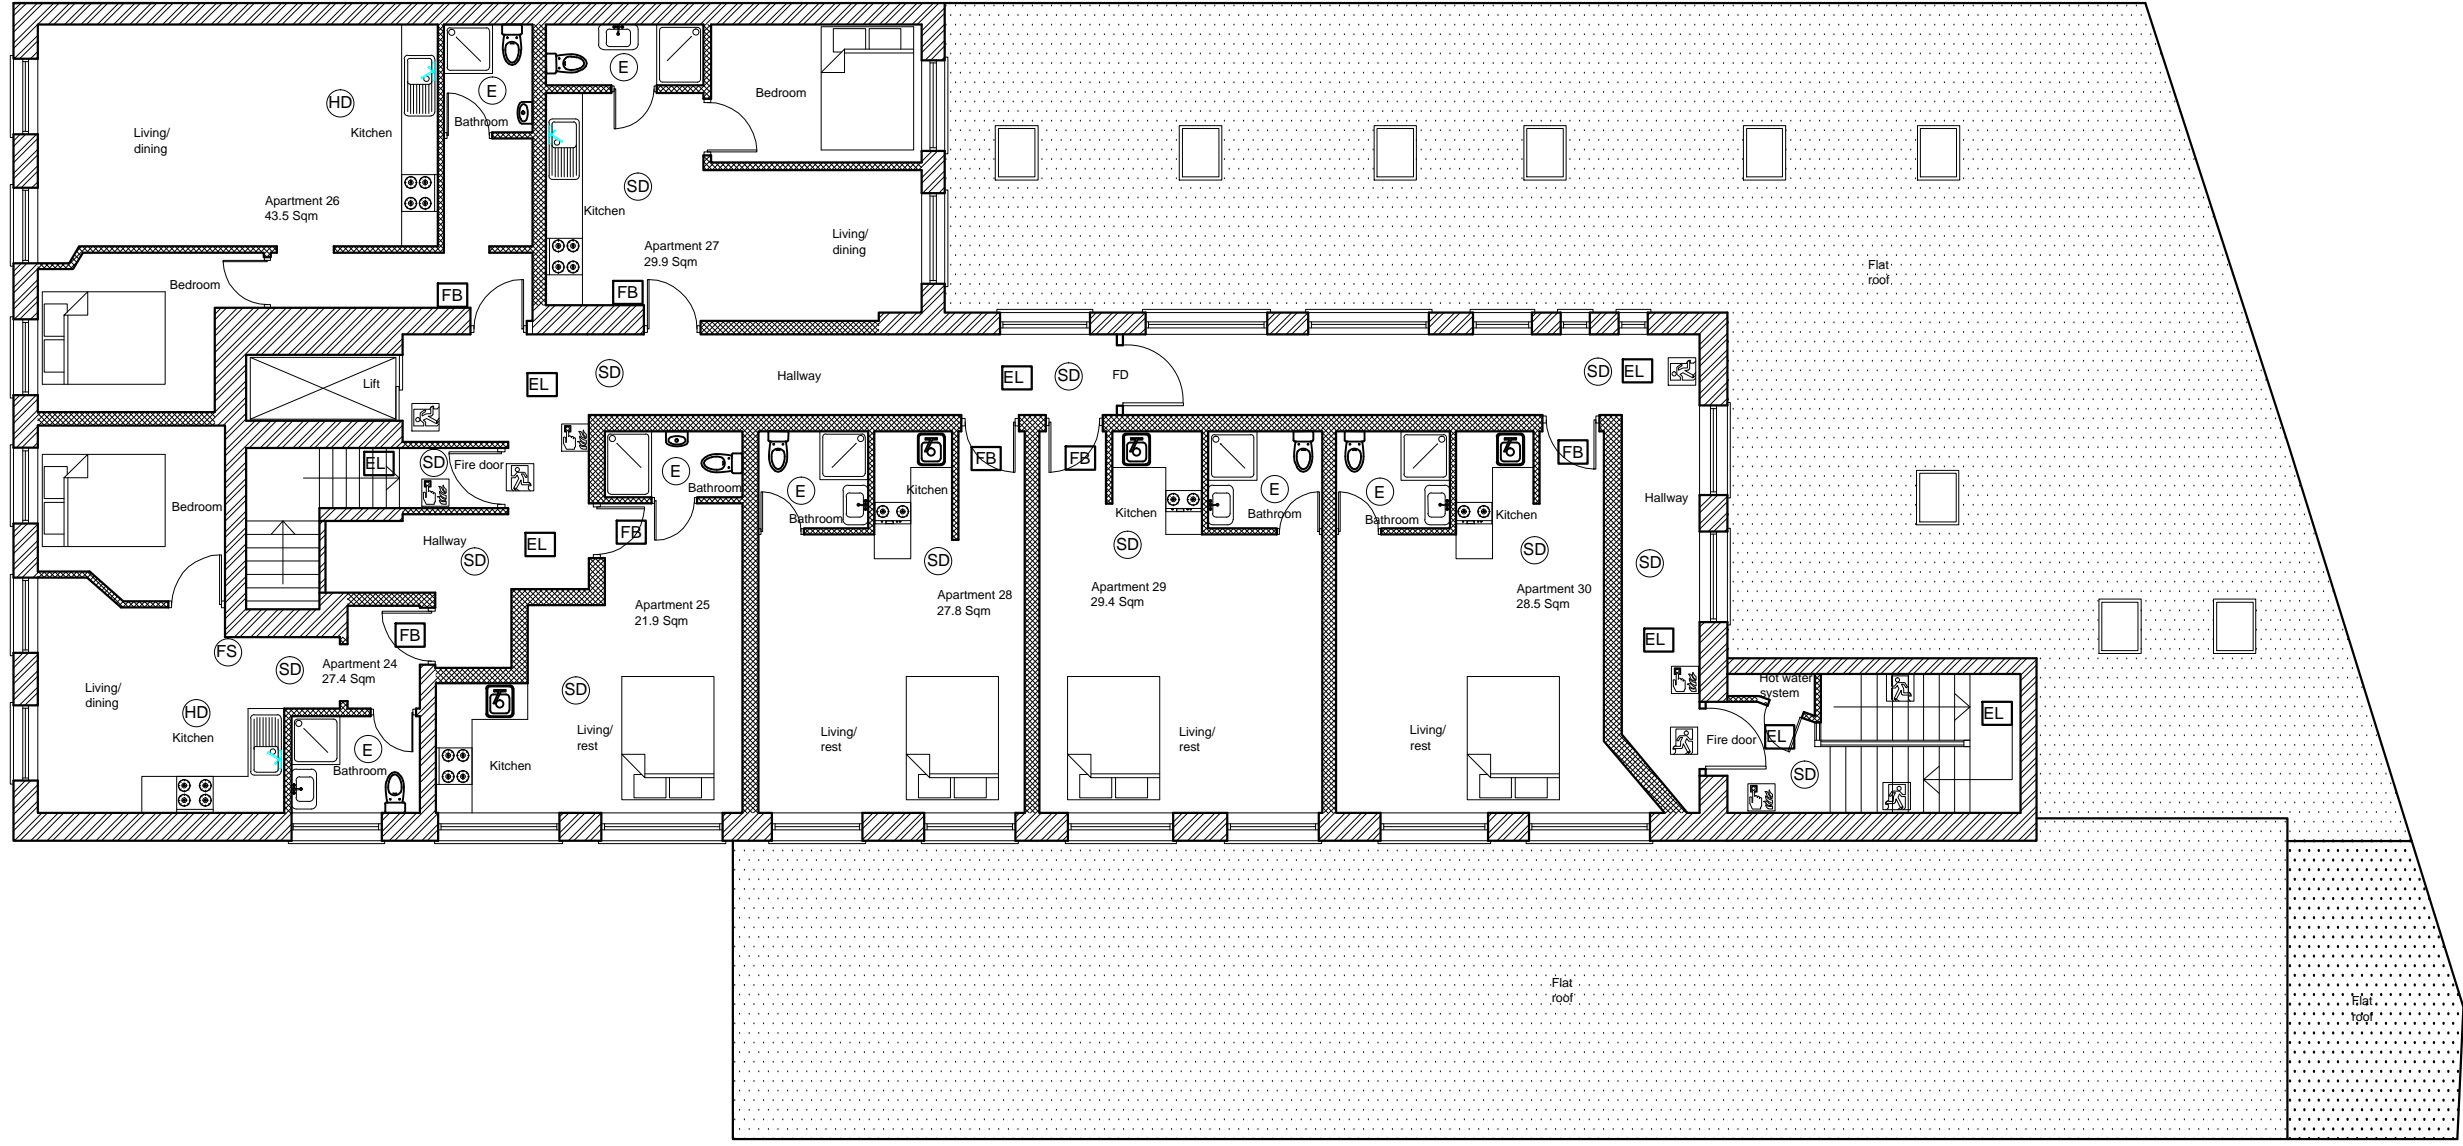 HD
Living/
dining
Kitchen
Apartment 26
43.5 Sqm
E
Bathroom
Bedroom
FB
E
Bedroom
SD
Kitchen
Apartment 27
29.9 Sqm
Living/
dining
FB
Flat
roof
Lift
EL
SD
Hallway
EL
SD
FD
SD
EL
EL
SD
Fire door
Bedroom
Hallway
SD
EL
FB
E
Bathroom
Apartment 25
21.9 Sqm
SD
Living/
rest
Kitchen
FB
FS
SD
Apartment 24
27.4 Sqm
Living/
dining
HD
Kitchen
E
Bathroom
E
Bathroom
Kitchen
FB
SD
Apartment 28
27.8 Sqm
Living/
rest
FB
Kitchen
SD
E
Bathroom
Apartment 29
29.4 Sqm
Living/
rest
E
Bathroom
Kitchen
FB
SD
Apartment 30
28.5 Sqm
Living/
rest
Hallway
SD
EL
Hot water
system
Fire door
EL
SD
EL
Flat
roof
Flat
roof